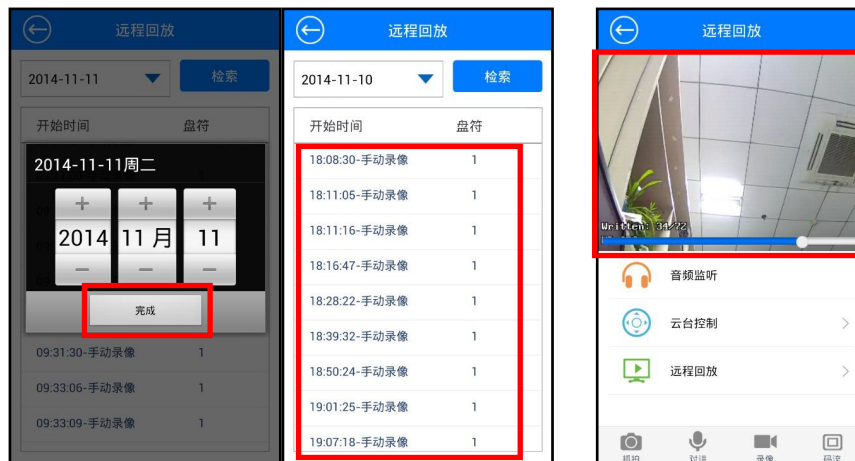 远程回放
2014-11-11
检索
开始时间 盘符
2014-11-11周二
2014 11 月 11
完成
09:31:30-手动录像 1
09:33:06-手动录像 1
09:33:09-手动录像 1
远程回放
2014-11-10
检索
开始时间 盘符
18:08:30-手动录像 1
18:11:05-手动录像 1
18:11:16-手动录像 1
18:16:47-手动录像 1
18:28:22-手动录像 1
18:39:32-手动录像 1
18:50:24-手动录像 1
19:01:25-手动录像 1
19:07:18-手动录像 1
远程回放
Written: 34/72
音频监听
云台控制
远程回放
抓拍 对讲 录像 码流